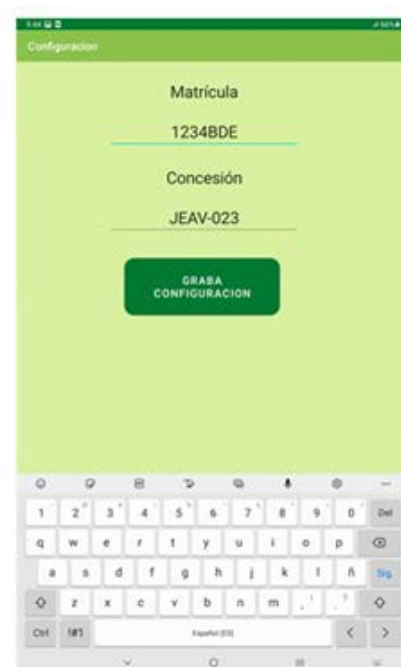 Configuracion
Matrícula
1234BDE
Concesión
JEAV-023
GRABA
CONFIGURACION
1 2 3 4 5 6 7 8 9 0 Del
q w e r t y u i o p
a s d f g h j k l ñ Sig.
z x c v b n m , ! . ?
Ctrl !#1 Español (ES) < >